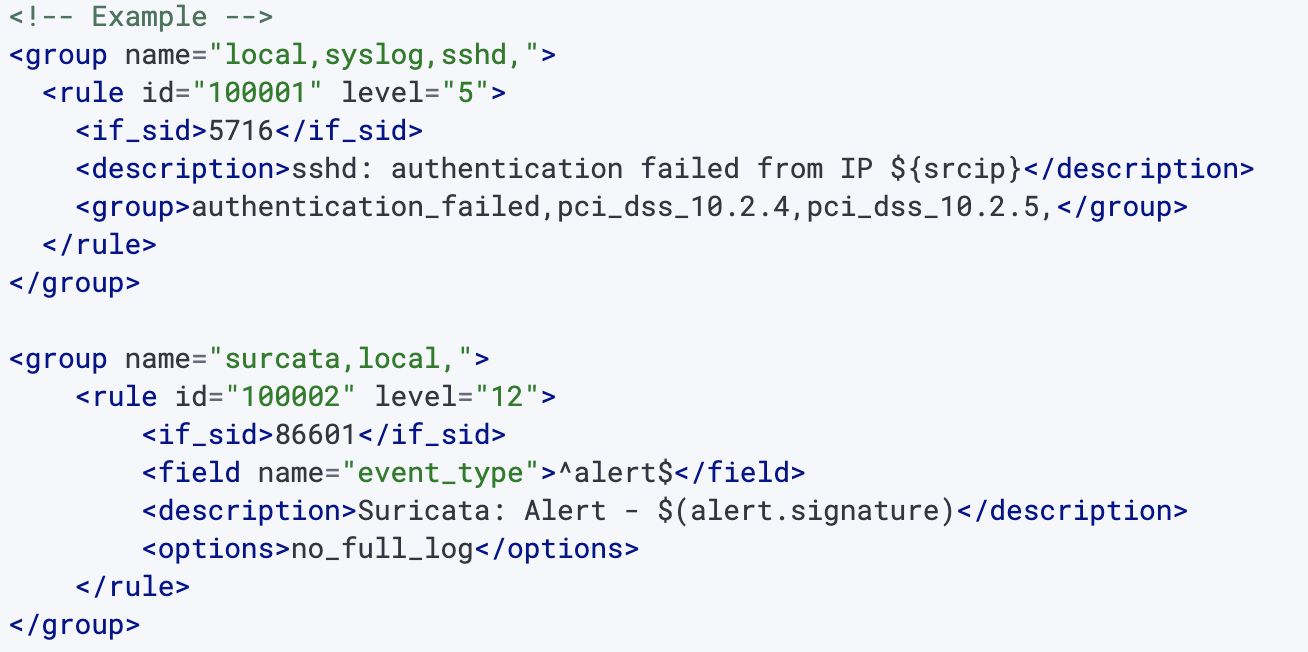 <!-- Example -->
<group name="local,syslog,sshd,">
  <rule id="100001" level="5">
    <if_sid>5716</if_sid>
    <description>sshd: authentication failed from IP ${srcip}</description>
    <group>authentication_failed,pci_dss_10.2.4,pci_dss_10.2.5,</group>
  </rule>
</group>

<group name="surcata,local,">
    <rule id="100002" level="12">
        <if_sid>86601</if_sid>
        <field name="event_type">^alert$</field>
        <description>Suricata: Alert - $(alert.signature)</description>
        <options>no_full_log</options>
    </rule>
</group>